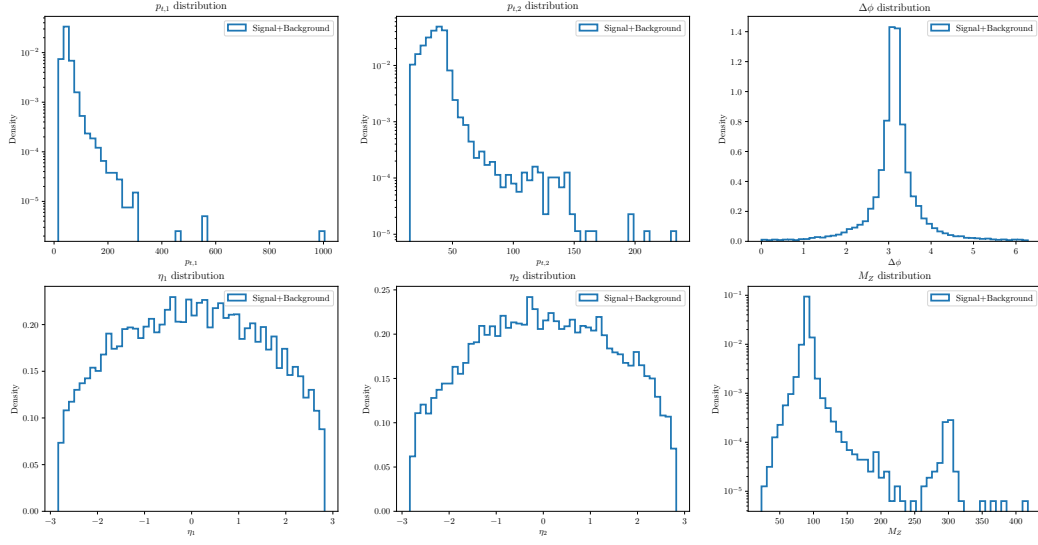 p_{t,1} distribution
Signal+Background
Density
10^{-2}
10^{-3}
10^{-4}
10^{-5}
0 200 400 600 800 1000
p_{t,1}
p_{t,2} distribution
Signal+Background
Density
10^{-2}
10^{-3}
10^{-4}
10^{-5}
50 100 150 200
p_{t,2}
Δϕ distribution
Signal+Background
Density
1.4
1.2
1.0
0.8
0.6
0.4
0.2
0.0
0 1 2 3 4 5 6
Δϕ
η_1 distribution
Signal+Background
Density
0.20
0.15
0.10
0.05
0.00
−3 −2 −1 0 1 2 3
η_1
η_2 distribution
Signal+Background
Density
0.25
0.20
0.15
0.10
0.05
0.00
−3 −2 −1 0 1 2 3
η_2
M_Z distribution
Signal+Background
Density
10^{-1}
10^{-2}
10^{-3}
10^{-4}
10^{-5}
50 100 150 200 250 300 350 400
M_Z